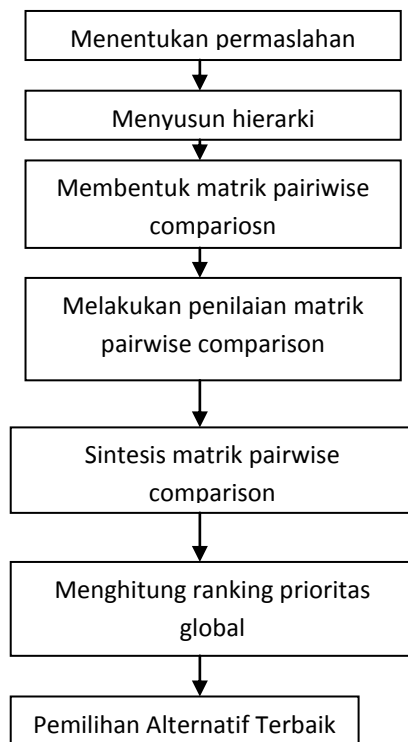 Menentukan permaslahan
Menyusun hierarki
Membentuk matrik pairiwise
compariosn
Melakukan penilaian matrik
pairwise comparison
Sintesis matrik pairwise
comparison
Menghitung ranking prioritas
global
Pemilihan Alternatif Terbaik